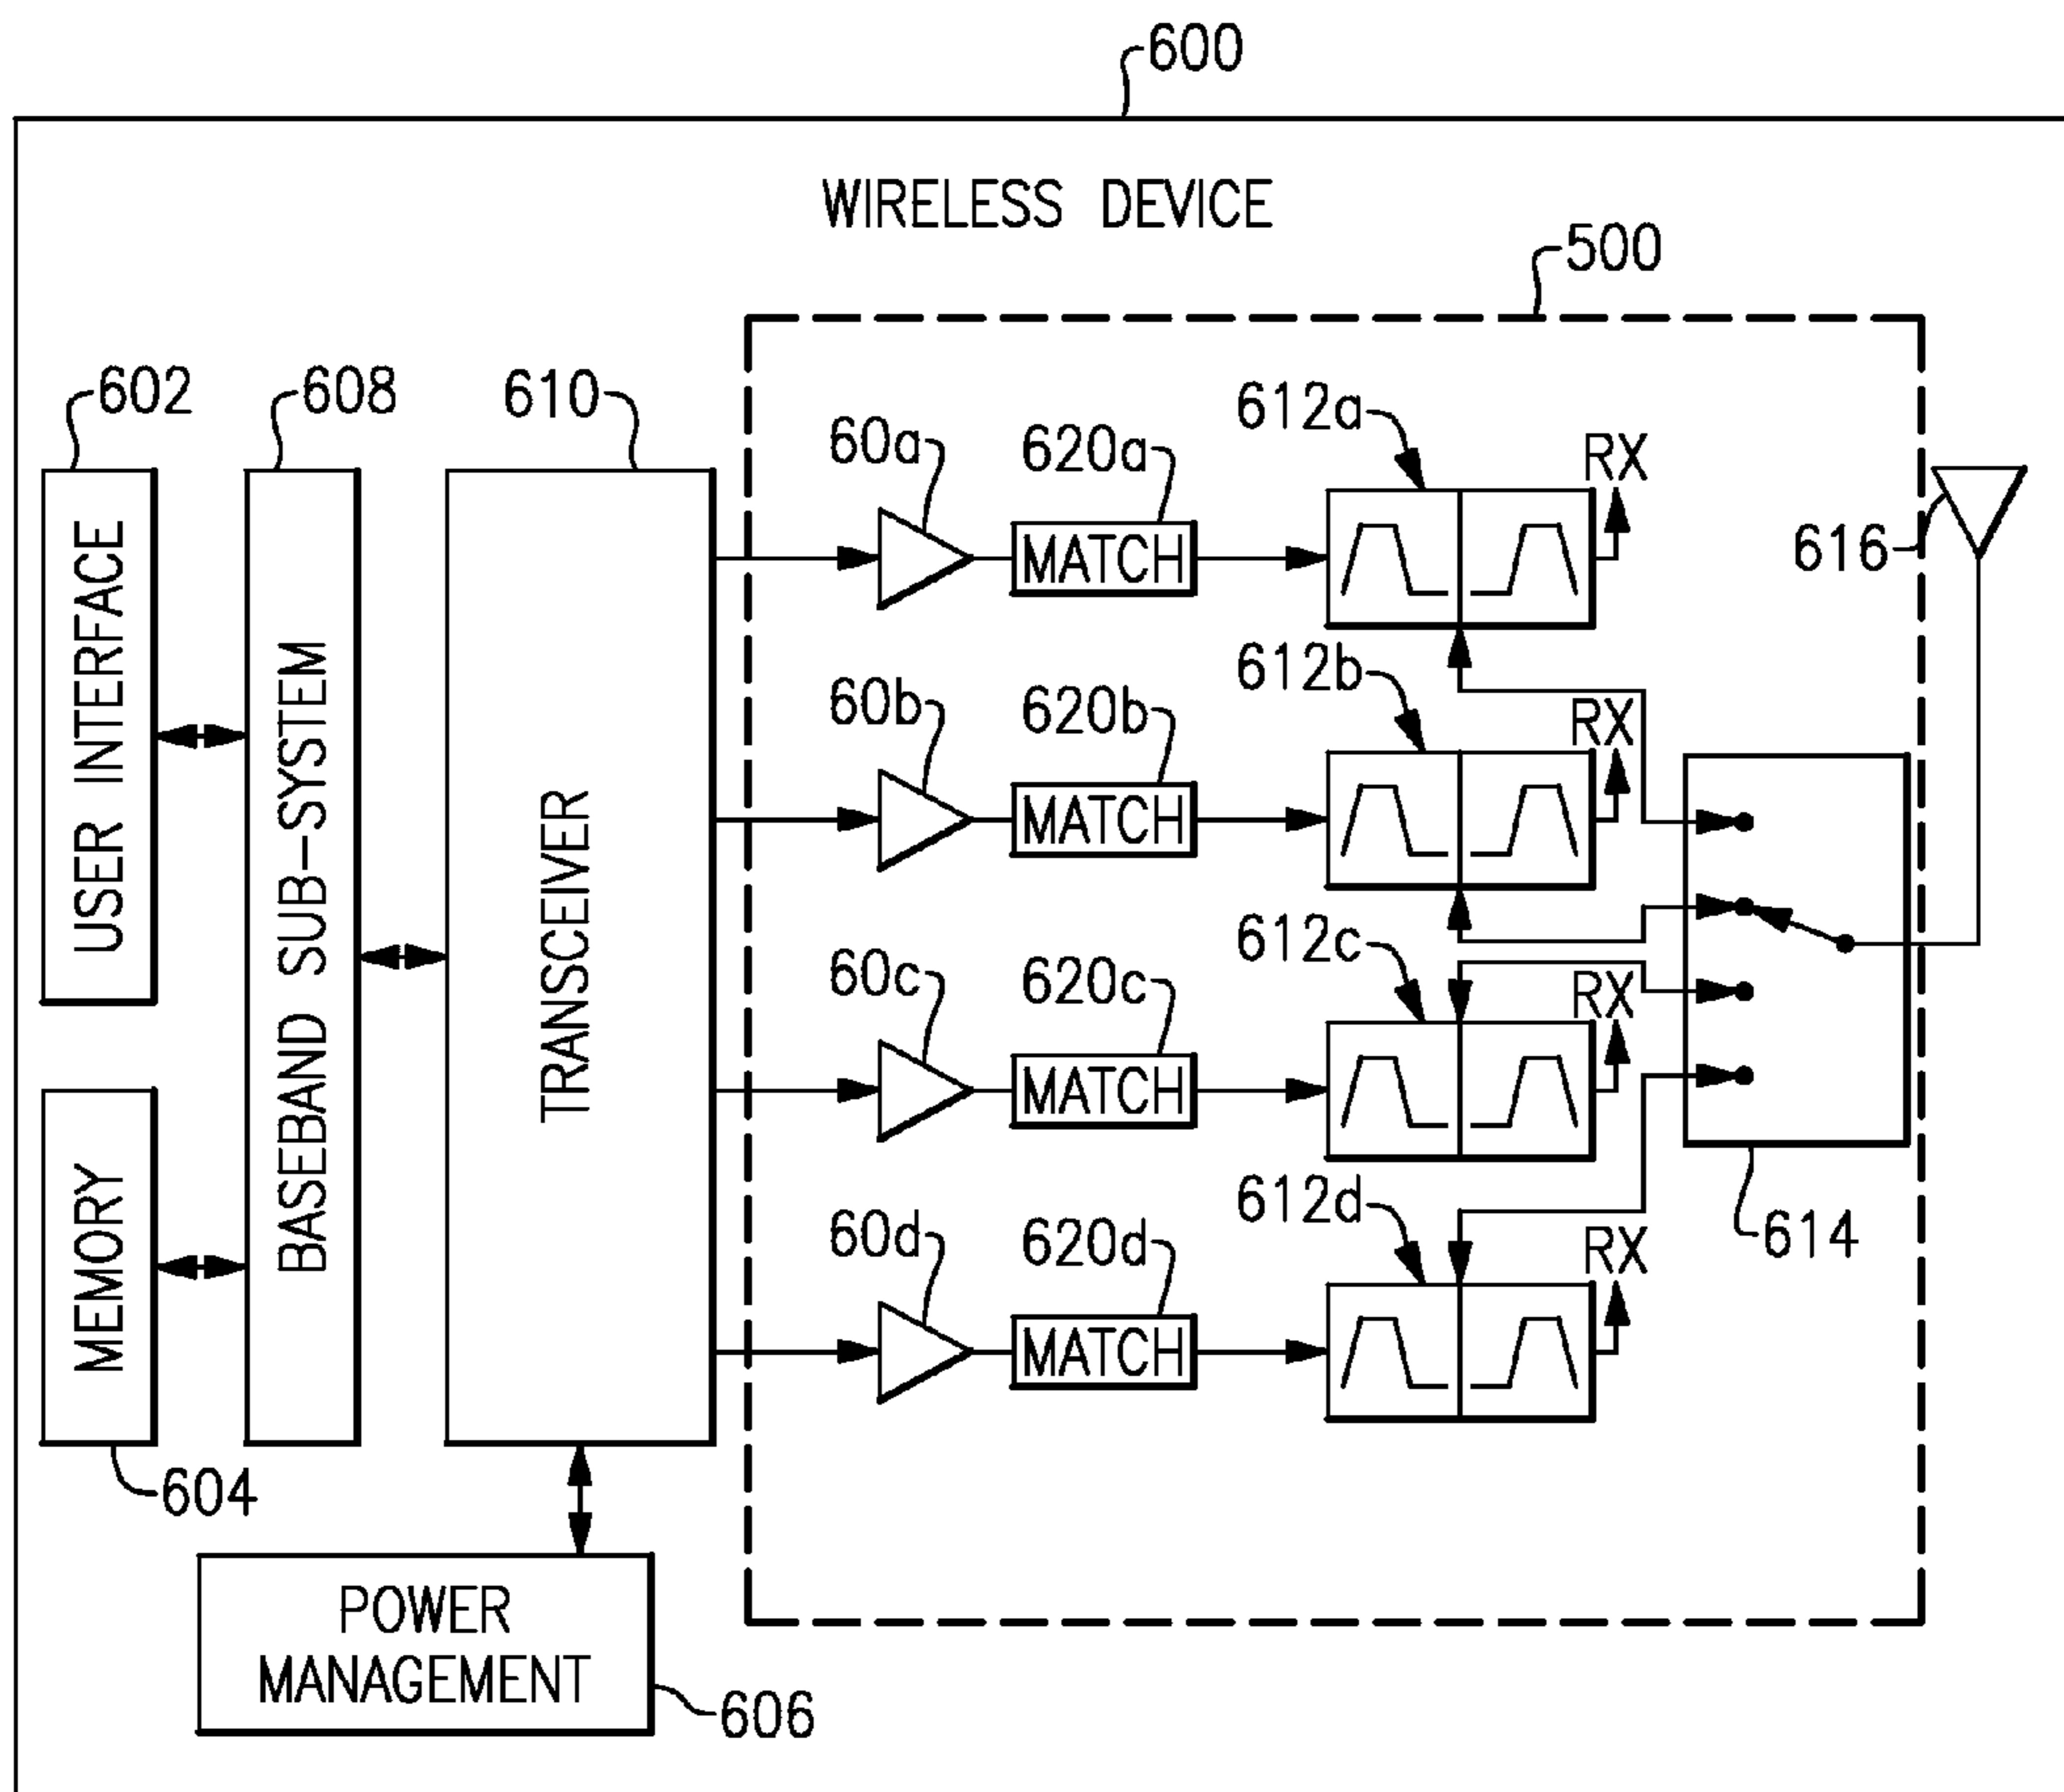 600
WIRELESS DEVICE
500
602
608
610
612a
60a
620a
RX
USER INTERFACE
MATCH
616
612b
60b
620b
RX
BASEBAND SUB-SYSTEM
TRANSCEIVER
MATCH
612c
60c
620c
RX
MATCH
MEMORY
612d
60d
620d
RX
614
MATCH
604
POWER
MANAGEMENT
606